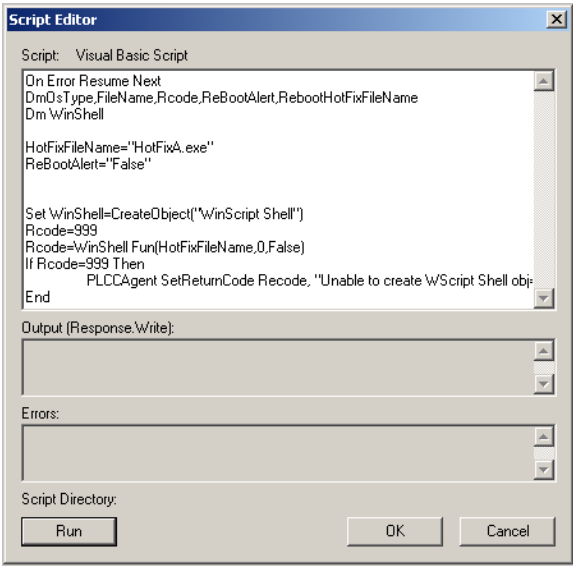 Script Editor
Script: Visual Basic Script
On Error Resume Next
DmOsType,FileName,Rcode,ReBootAlert,RebootHotFixFileName
Dm WinShell
HotFixFileName="HotFixA.exe"
ReBootAlert="False"
Set WinShell=CreateObject("WinScript Shell")
Rcode=999
Rcode=WinShell Fun(HotFixFileName,0,False)
If Rcode=999 Then
PLCCAgent SetReturnCode Recode, "Unable to create WScript Shell obj
End
Output (Response.Write):
Errors:
Script Directory:
Run OK Cancel